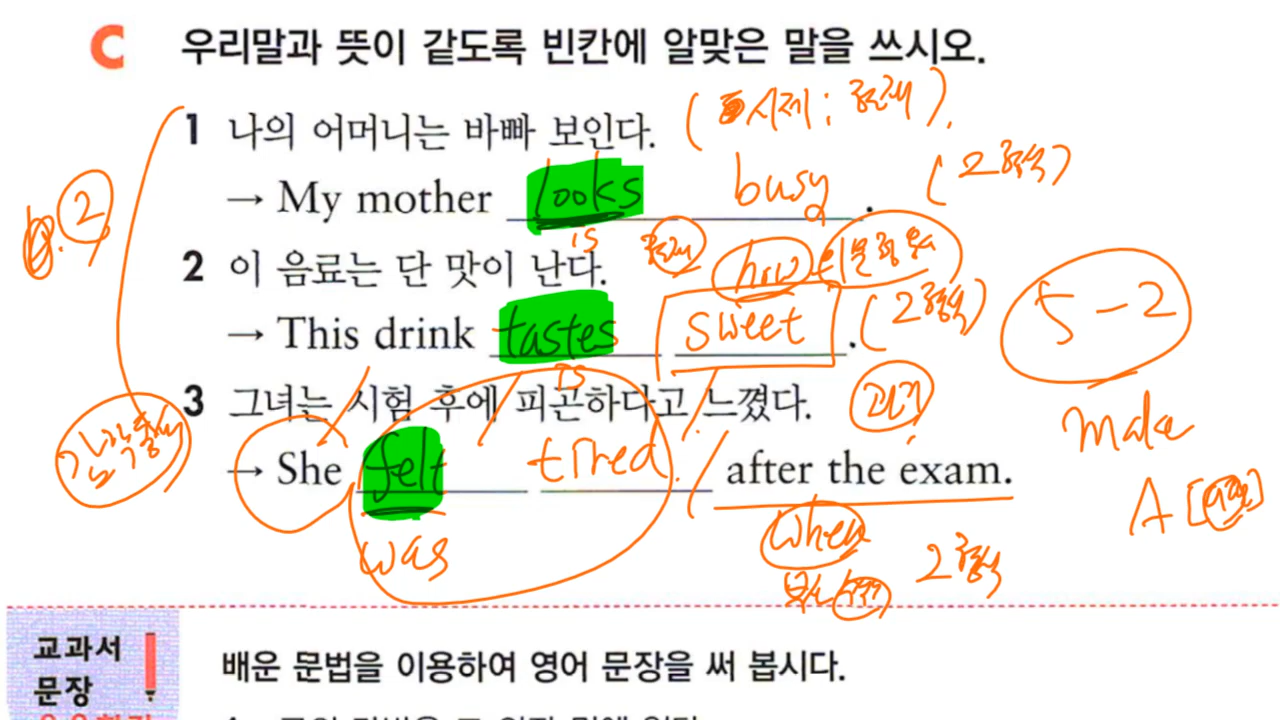 C 우리말과 뜻이 같도록 빈칸에 알맞은 말을 쓰시오.
1 나의 어머니는 바빠 보인다. (시제: 현재).
→ My mother looks busy. (2형식)
is
2
2 이 음료는 단 맛이 난다. 현재 how
→ This drink tastes sweet. (2형식)
is
5-2
3 그녀는 시험 후에 피곤하다고 느꼈다. 과거
→ She felt tired after the exam.
was when 2형식
make
A
교과서
문장
배운 문법을 이용하여 영어 문장을 써 봅시다.